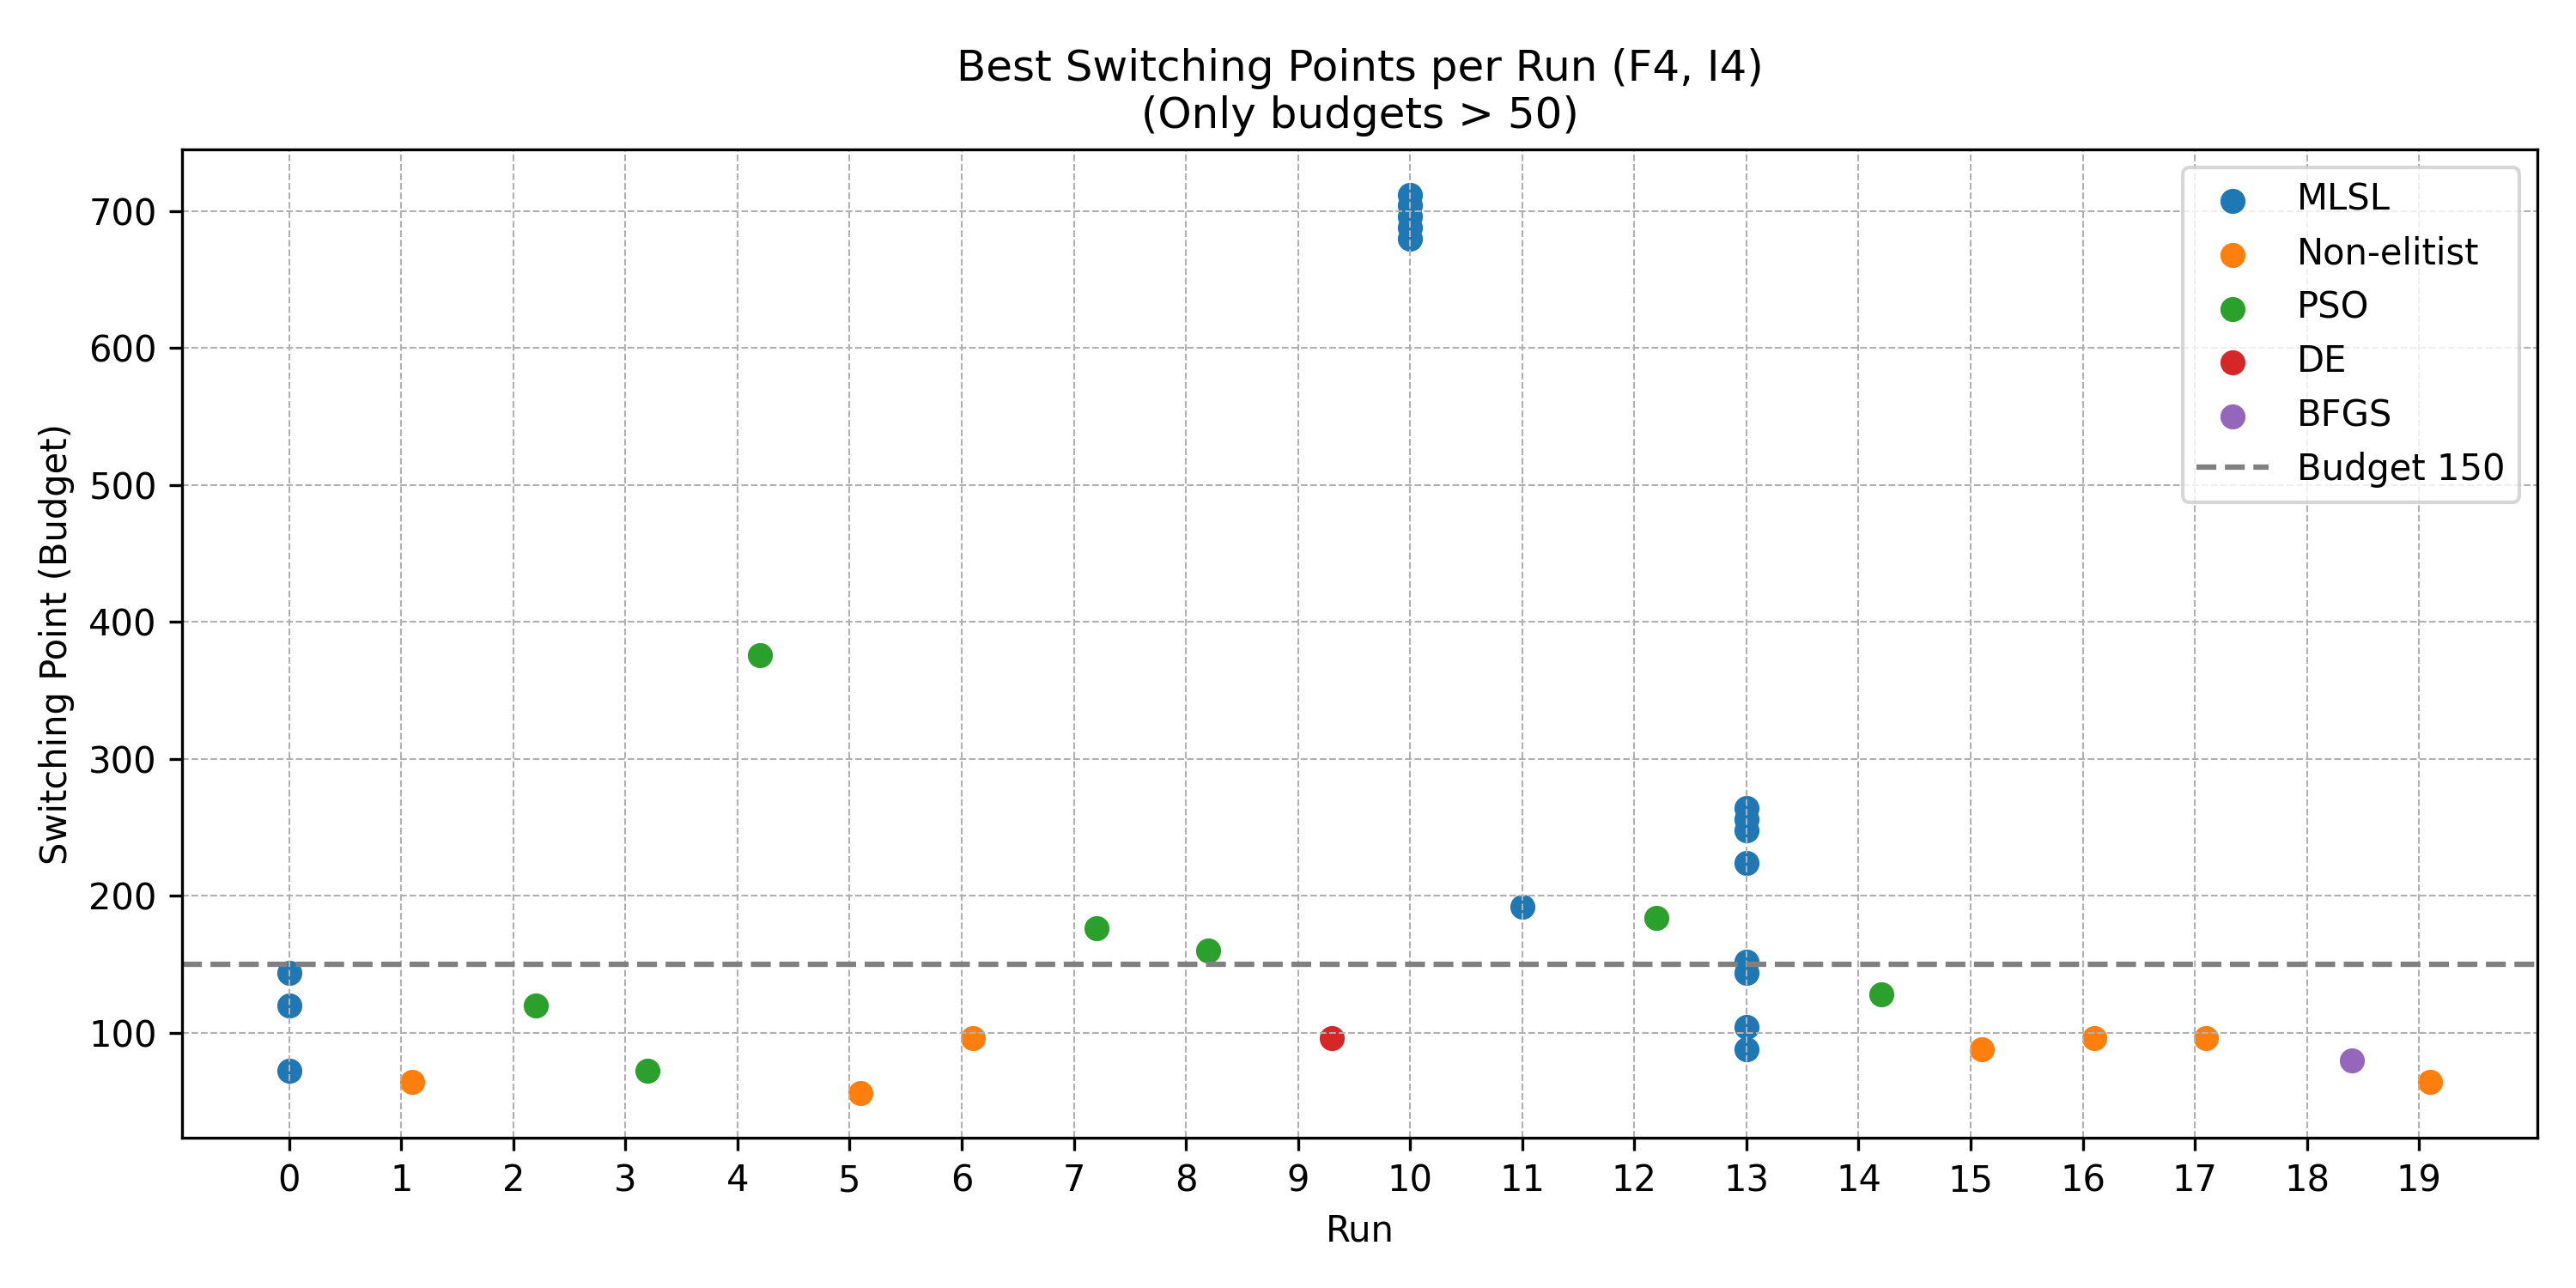 Best Switching Points per Run (F4, I4)
(Only budgets > 50)
Switching Point (Budget)
700
600
500
400
300
200
100
MLSL
Non-elitist
PSO
DE
BFGS
Budget 150
0 1 2 3 4 5 6 7 8 9 10 11 12 13 14 15 16 17 18 19
Run